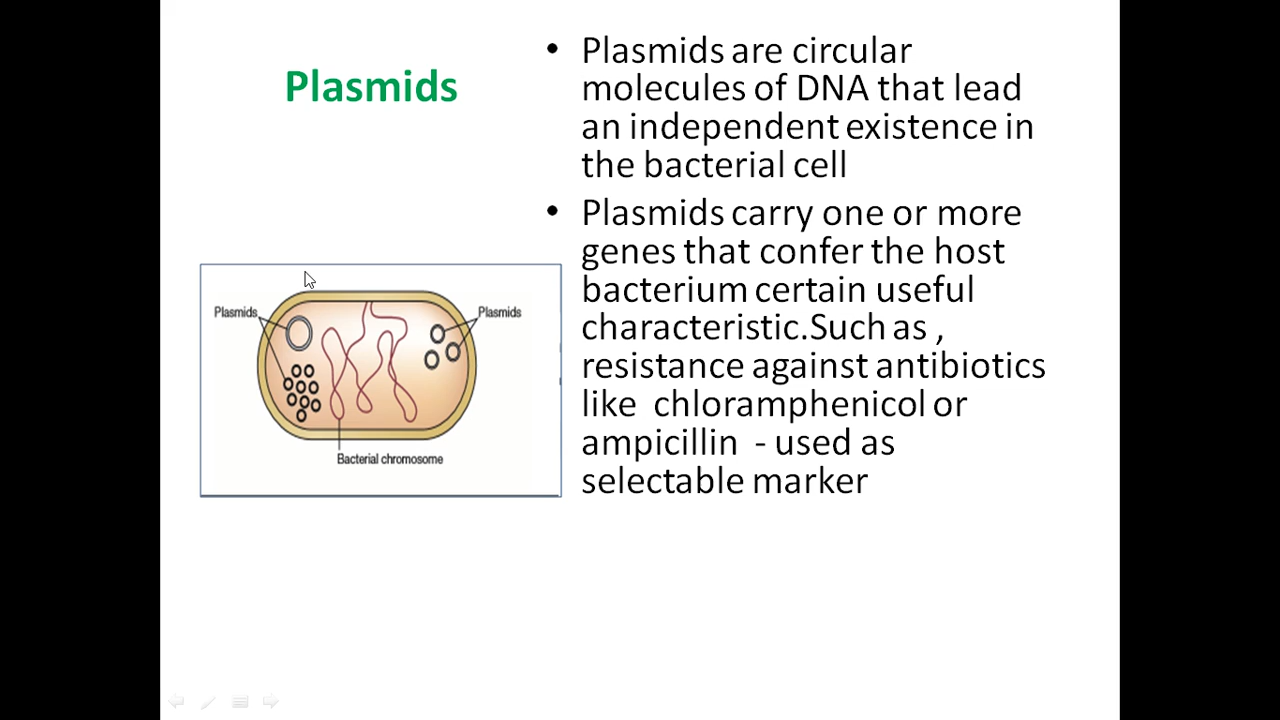 Plasmids
• Plasmids are circular
molecules of DNA that lead
an independent existence in
the bacterial cell
• Plasmids carry one or more
genes that confer the host
bacterium certain useful
characteristic.Such as ,
resistance against antibiotics
like chloramphenicol or
ampicillin - used as
selectable marker
Plasmids
Plasmids
Bacterial chromosome